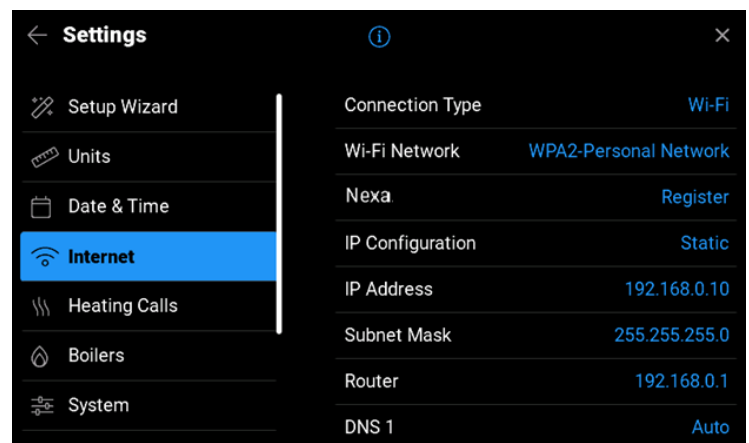 Settings
Setup Wizard
Units
Date & Time
Internet
Heating Calls
Boilers
System
Connection Type Wi-Fi
Wi-Fi Network WPA2-Personal Network
Nexa Register
IP Configuration Static
IP Address 192.168.0.10
Subnet Mask 255.255.255.0
Router 192.168.0.1
DNS 1 Auto